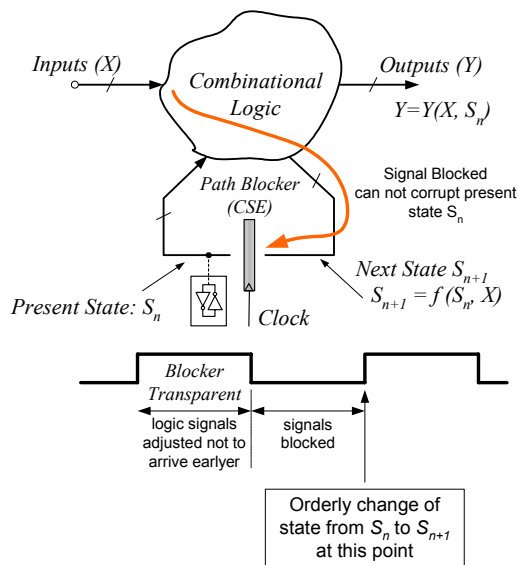 Inputs (X)
Combinational
Logic
Outputs (Y)
Y=Y(X, Sn)
Path Blocker
(CSE)
Signal Blocked
can not corrupt present
state Sn
Present State: Sn
Clock
Next State Sn+1
Sn+1 = f (Sn, X)
Blocker
Transparent
logic signals
adjusted not to
arrive earlyer
signals
blocked
Orderly change of
state from Sn to Sn+1
at this point